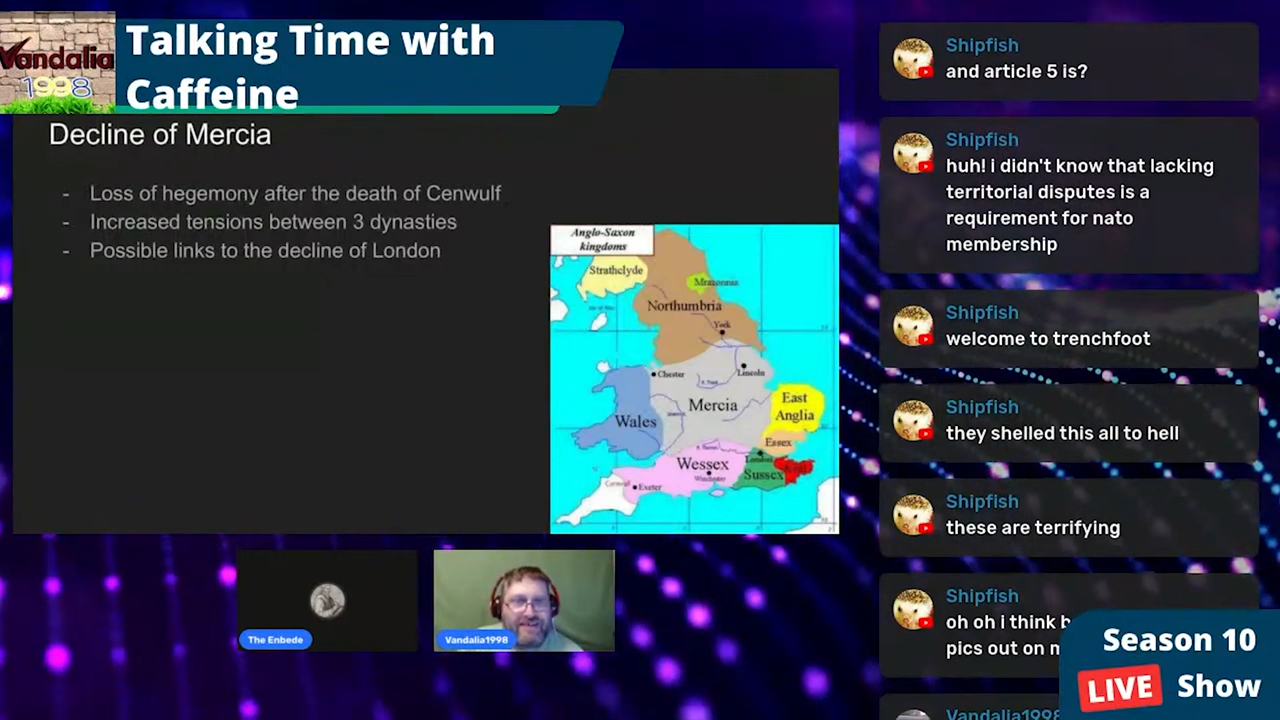 Vandalia
1998
Talking Time with
Caffeine
Decline of Mercia
- Loss of hegemony after the death of Cenwulf
- Increased tensions between 3 dynasties
- Possible links to the decline of London
Anglo-Saxon
kingdoms
Strathclyde
Northumbria
York
Chester
Lincoln
Mercia
East
Anglia
Wales
Essex
London
Wessex
Winchester
Sussex
Cornwall
Exeter
The Enbede
Vandalia1998
Shipfish
and article 5 is?
Shipfish
huh! i didn't know that lacking
territorial disputes is a
requirement for nato
membership
Shipfish
welcome to trenchfoot
Shipfish
they shelled this all to hell
Shipfish
these are terrifying
Shipfish
oh oh i think
pics out on
Vandalia1998
Season 10
LIVE Show